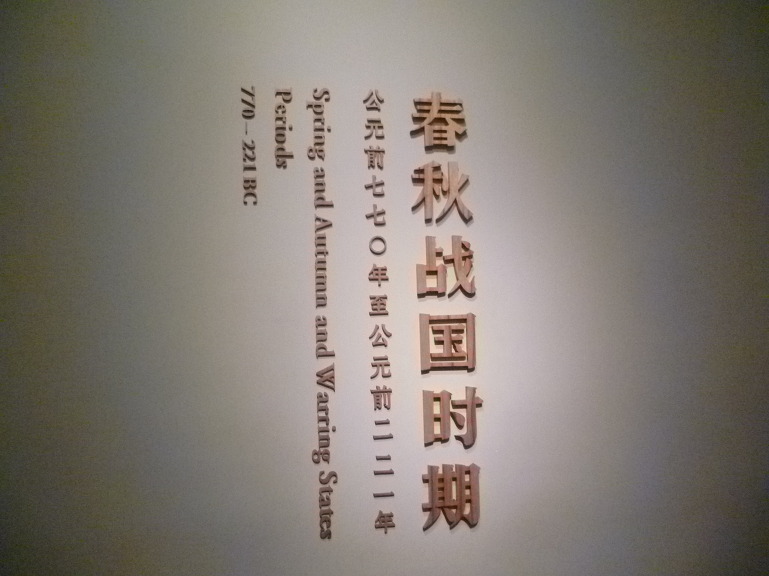 春秋战国时期
公元前七七〇年至公元前二二一年
Spring and Autumn and Warring States
Periods
770 – 221 BC